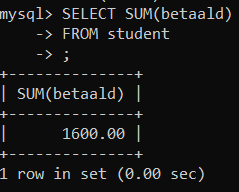 mysql> SELECT SUM(betaald)
    -> FROM student
    -> ;
+--------------+
| SUM(betaald) |
+--------------+
|      1600.00 |
+--------------+
1 row in set (0.00 sec)